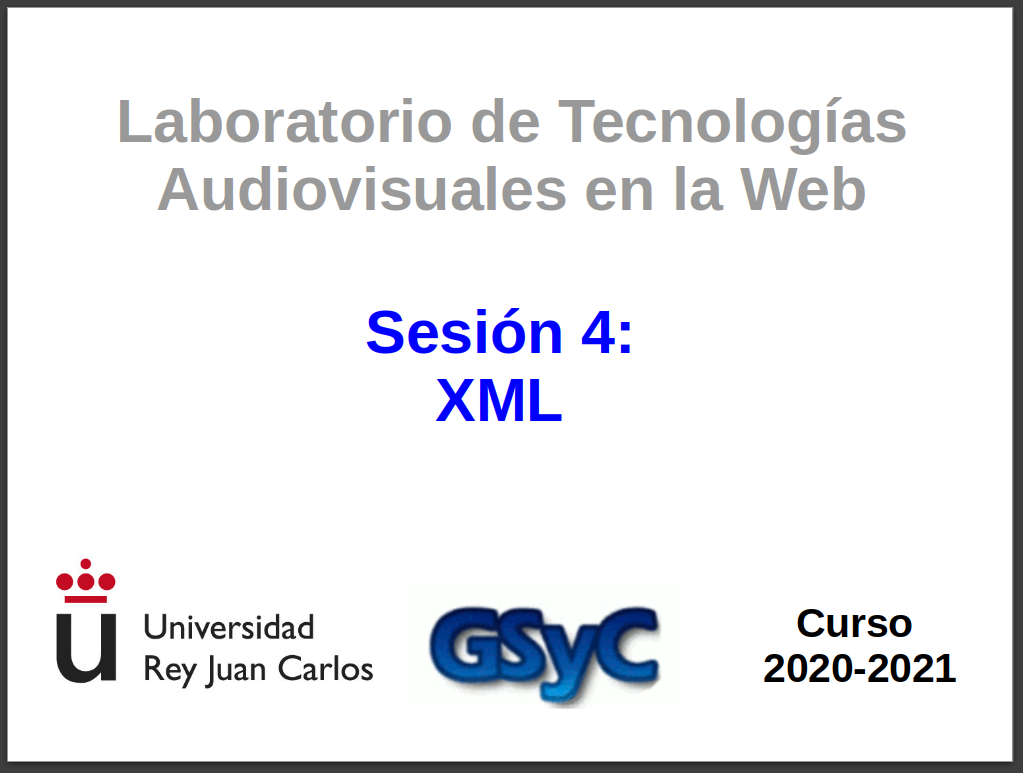 Laboratorio de Tecnologías
Audiovisuales en la Web
Sesión 4:
XML
Universidad
Rey Juan Carlos
GSyC
Curso
2020-2021